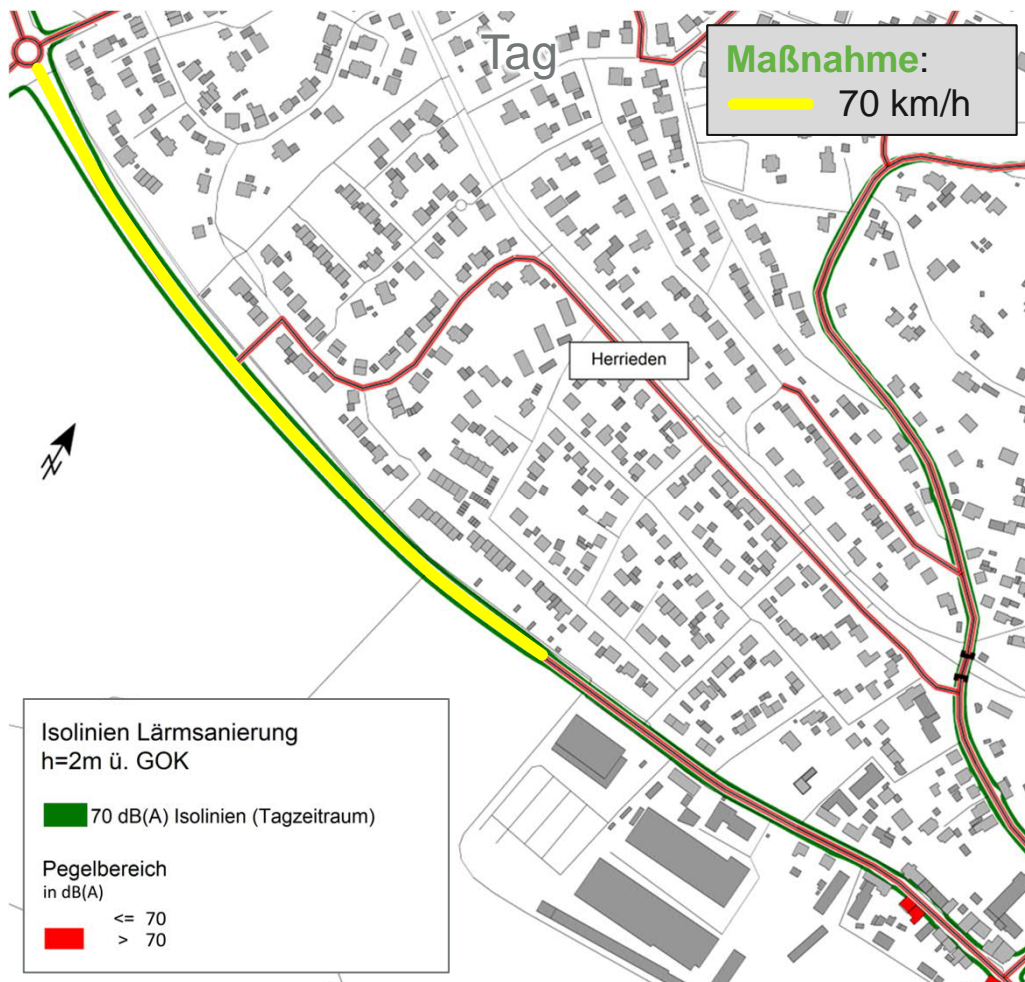 Tag
Maßnahme:
70 km/h
Herrieden
N
Isolinien Lärmsanierung
h=2m ü. GOK
70 dB(A) Isolinien (Tagzeitraum)
Pegelbereich
in dB(A)
<= 70
> 70